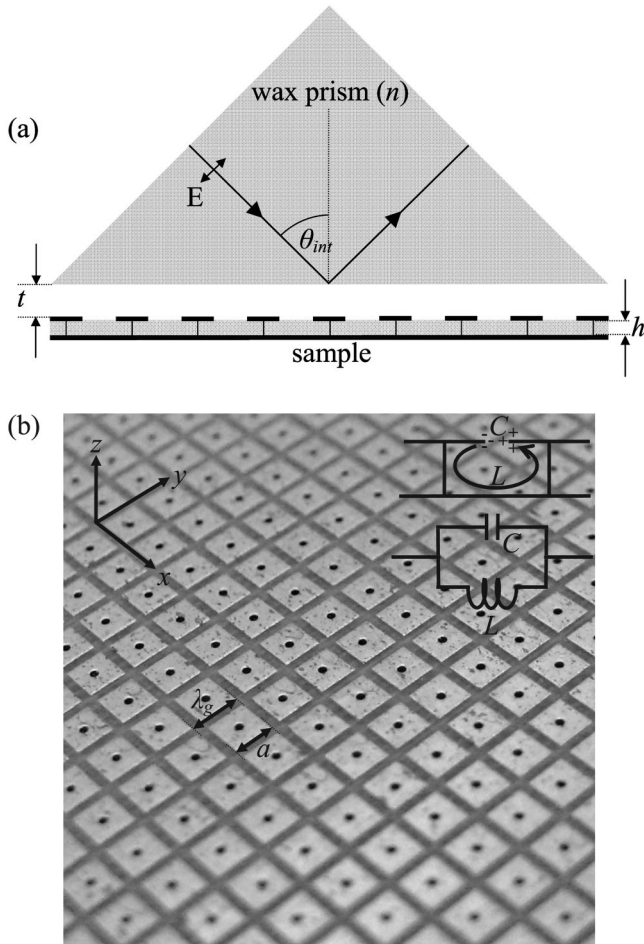 (a)
wax prism (n)
E
θint
t
h
sample
(b)
z
y
x
- C +
- - + +
L
C
L
λg
a